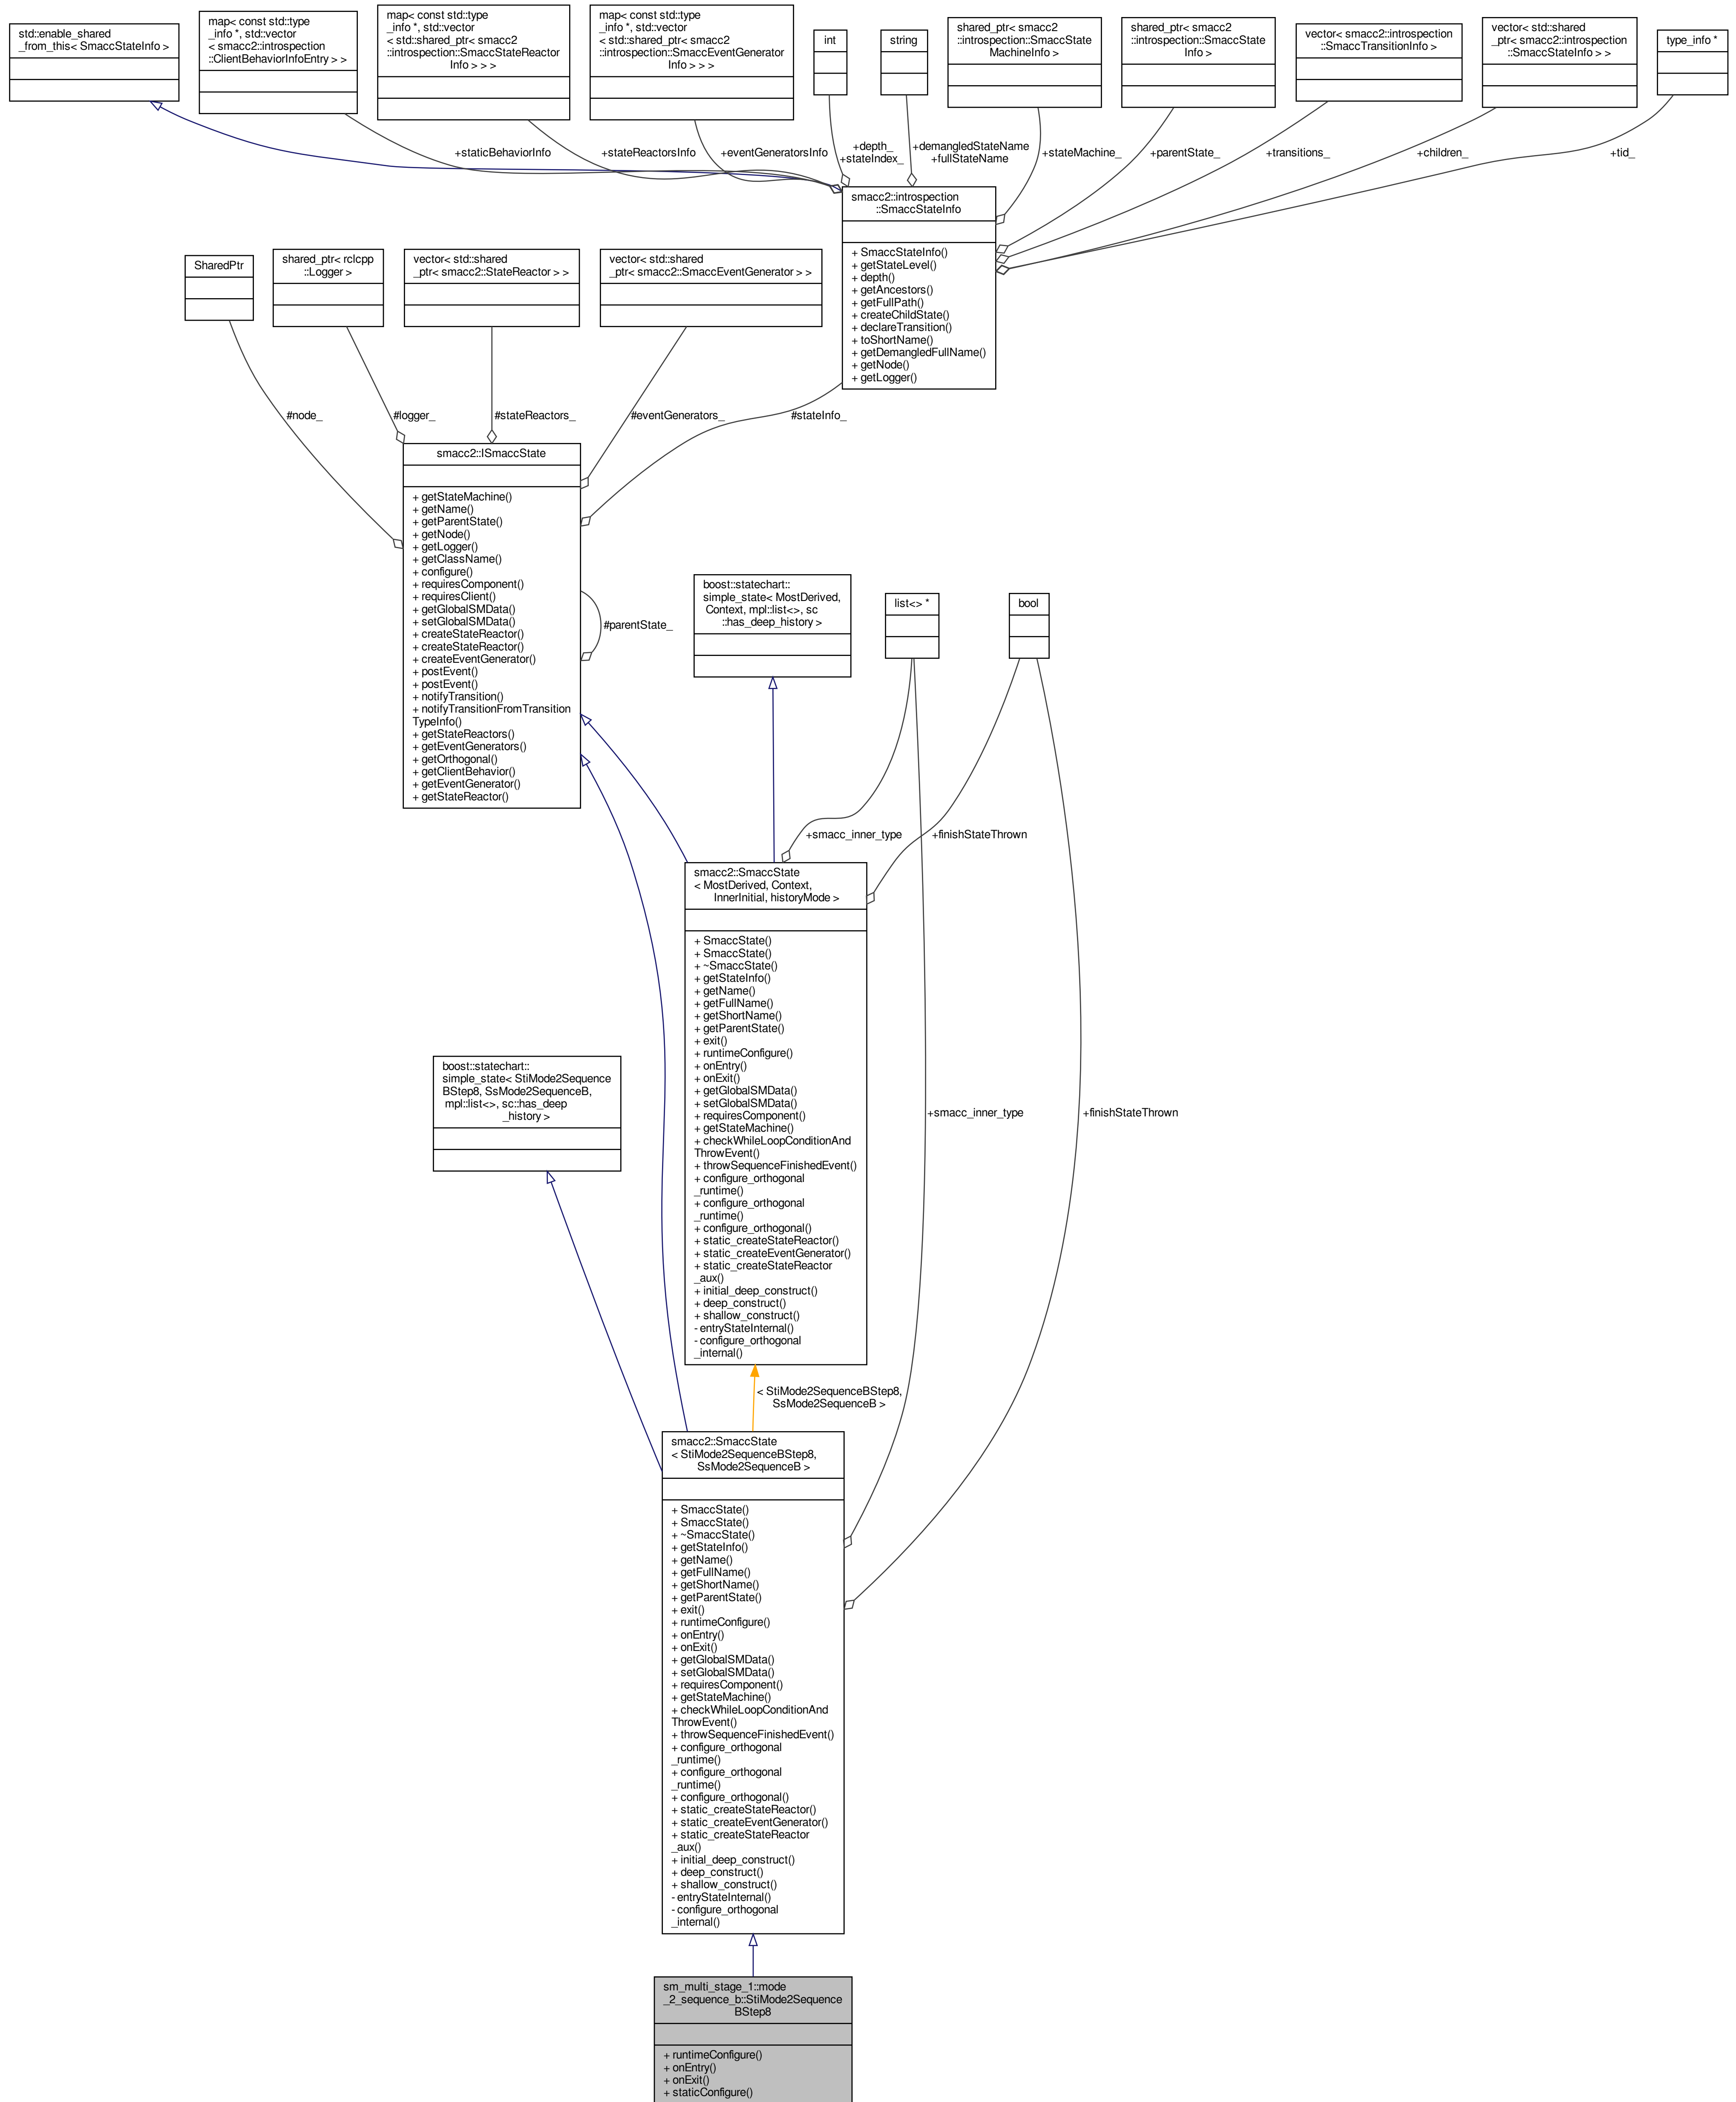 std::enable_shared
_from_this< SmaccStateInfo >
map< const std::type
_info *, std::vector
< smacc2::introspection
::ClientBehaviorInfoEntry > >
map< const std::type
_info *, std::vector
< std::shared_ptr< smacc2
::introspection::SmaccStateReactor
Info > > >
map< const std::type
_info *, std::vector
< std::shared_ptr< smacc2
::introspection::SmaccEventGenerator
Info > > >
int
string
shared_ptr< smacc2
::introspection::SmaccState
MachineInfo >
shared_ptr< smacc2
::introspection::SmaccState
Info >
vector< smacc2::introspection
::SmaccTransitionInfo >
vector< std::shared
_ptr< smacc2::introspection
::SmaccStateInfo > >
type_info *
+staticBehaviorInfo
+stateReactorsInfo
+eventGeneratorsInfo
+depth_
+stateIndex_
+demangledStateName
+fullStateName
+stateMachine_
+parentState_
+transitions_
+children_
+tid_
smacc2::introspection
::SmaccStateInfo
+ SmaccStateInfo()
+ getStateLevel()
+ depth()
+ getAncestors()
+ getFullPath()
+ createChildState()
+ declareTransition()
+ toShortName()
+ getDemangledFullName()
+ getNode()
+ getLogger()
SharedPtr
shared_ptr< rclcpp
::Logger >
vector< std::shared
_ptr< smacc2::StateReactor > >
vector< std::shared
_ptr< smacc2::SmaccEventGenerator > >
#node_
#logger_
#stateReactors_
#eventGenerators_
#stateInfo_
smacc2::ISmaccState
+ getStateMachine()
+ getName()
+ getParentState()
+ getNode()
+ getLogger()
+ getClassName()
+ configure()
+ requiresComponent()
+ requiresClient()
+ getGlobalSMData()
+ setGlobalSMData()
+ createStateReactor()
+ createStateReactor()
+ createEventGenerator()
+ postEvent()
+ postEvent()
+ notifyTransition()
+ notifyTransitionFromTransition
TypeInfo()
+ getStateReactors()
+ getEventGenerators()
+ getOrthogonal()
+ getClientBehavior()
+ getEventGenerator()
+ getStateReactor()
#parentState_
boost::statechart::
simple_state< MostDerived,
Context, mpl::list<>, sc
::has_deep_history >
list<> *
bool
+smacc_inner_type
+finishStateThrown
smacc2::SmaccState
< MostDerived, Context,
InnerInitial, historyMode >
+ SmaccState()
+ SmaccState()
+ ~SmaccState()
+ getStateInfo()
+ getName()
+ getFullName()
+ getShortName()
+ getParentState()
+ exit()
+ runtimeConfigure()
+ onEntry()
+ onExit()
+ getGlobalSMData()
+ setGlobalSMData()
+ requiresComponent()
+ getStateMachine()
+ checkWhileLoopConditionAnd
ThrowEvent()
+ throwSequenceFinishedEvent()
+ configure_orthogonal
_runtime()
+ configure_orthogonal
_runtime()
+ configure_orthogonal()
+ static_createStateReactor()
+ static_createEventGenerator()
+ static_createStateReactor
_aux()
+ initial_deep_construct()
+ deep_construct()
+ shallow_construct()
- entryStateInternal()
- configure_orthogonal
_internal()
boost::statechart::
simple_state< StiMode2Sequence
BStep8, SsMode2SequenceB,
mpl::list<>, sc::has_deep
_history >
+smacc_inner_type
+finishStateThrown
< StiMode2SequenceBStep8,
SsMode2SequenceB >
smacc2::SmaccState
< StiMode2SequenceBStep8,
SsMode2SequenceB >
+ SmaccState()
+ SmaccState()
+ ~SmaccState()
+ getStateInfo()
+ getName()
+ getFullName()
+ getShortName()
+ getParentState()
+ exit()
+ runtimeConfigure()
+ onEntry()
+ onExit()
+ getGlobalSMData()
+ setGlobalSMData()
+ requiresComponent()
+ getStateMachine()
+ checkWhileLoopConditionAnd
ThrowEvent()
+ throwSequenceFinishedEvent()
+ configure_orthogonal
_runtime()
+ configure_orthogonal
_runtime()
+ configure_orthogonal()
+ static_createStateReactor()
+ static_createEventGenerator()
+ static_createStateReactor
_aux()
+ initial_deep_construct()
+ deep_construct()
+ shallow_construct()
- entryStateInternal()
- configure_orthogonal
_internal()
sm_multi_stage_1::mode
_2_sequence_b::StiMode2Sequence
BStep8
+ runtimeConfigure()
+ onEntry()
+ onExit()
+ staticConfigure()